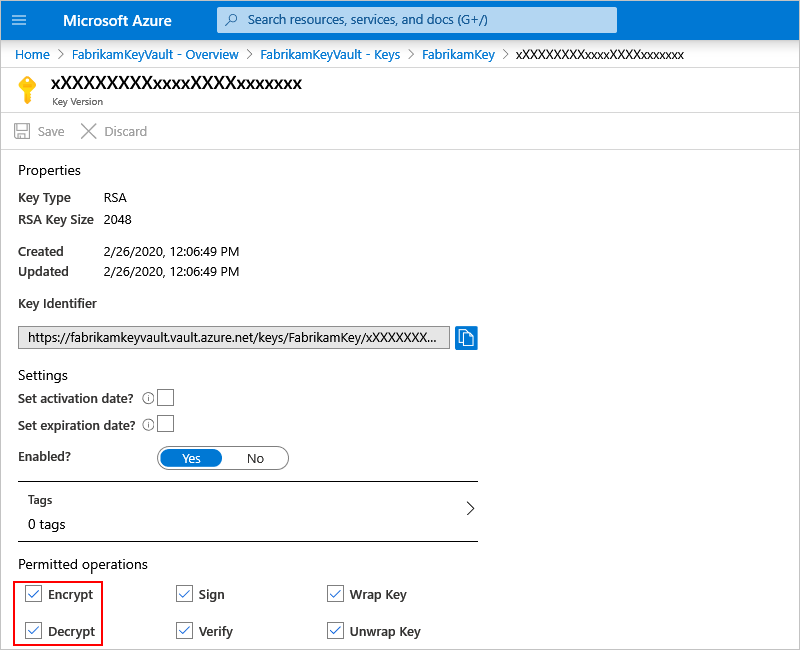 Microsoft Azure
Search resources, services, and docs (G+/)
Home > FabrikamKeyVault - Overview > FabrikamKeyVault - Keys > FabrikamKey > xXXXXXXXXxxxxXXXXxxxxxxx
xXXXXXXXXxxxxXXXXxxxxxxx
Key Version
Save Discard
Properties
Key Type RSA
RSA Key Size 2048
Created 2/26/2020, 12:06:49 PM
Updated 2/26/2020, 12:06:49 PM
Key Identifier
https://fabrikamkeyvault.vault.azure.net/keys/FabrikamKey/xXXXXXXX...
Settings
Set activation date?
Set expiration date?
Enabled? Yes No
Tags
0 tags
Permitted operations
Encrypt Sign Wrap Key
Decrypt Verify Unwrap Key